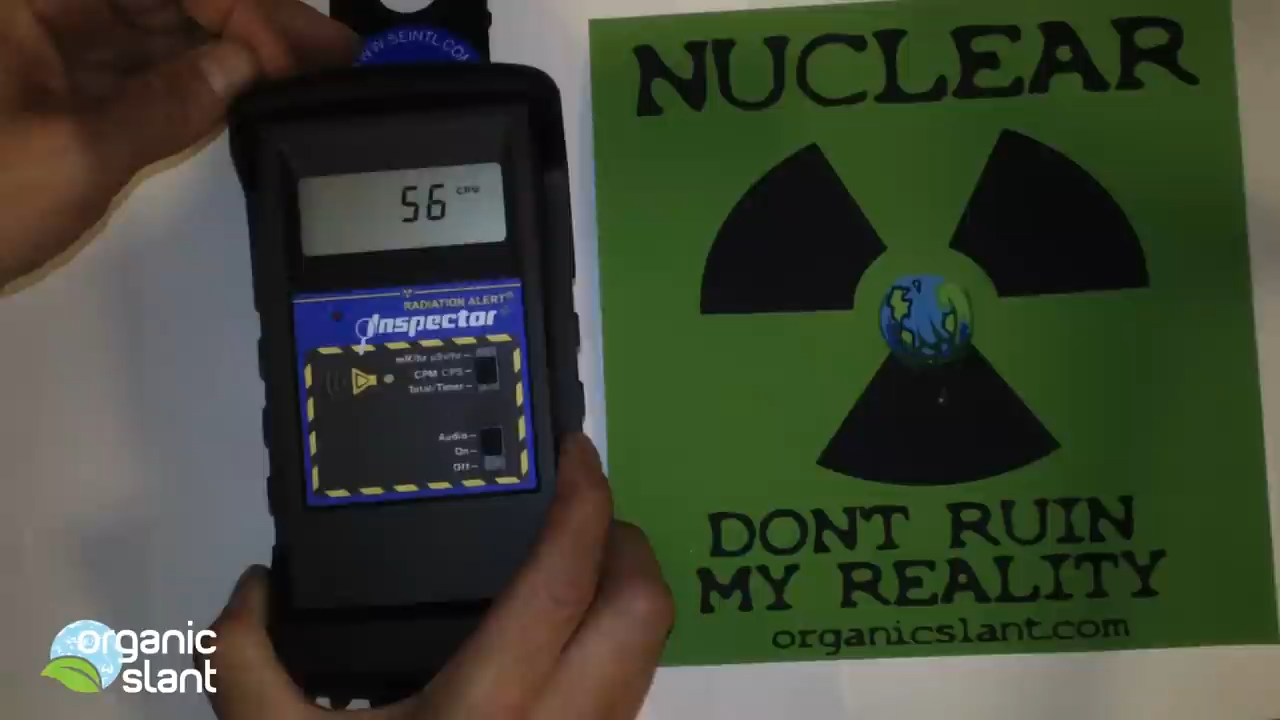 WWW.SEINTL.COM
56 CPM
RADIATION ALERT®
Inspector
mR/hr µSv/hr
CPM CPS
Total/Timer
Audio
On
Off
NUCLEAR
DONT RUIN
MY REALITY
organicslant.com
organic
slant